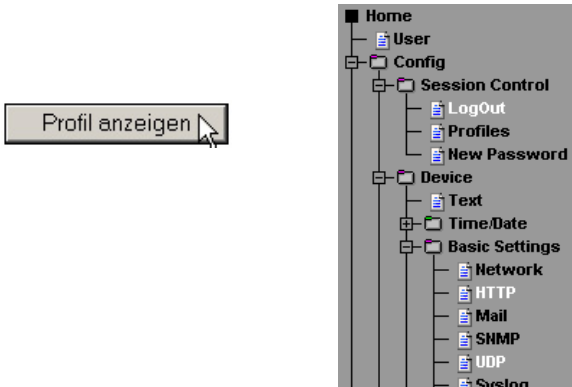 Profil anzeigen
Home
User
Config
Session Control
LogOut
Profiles
New Password
Device
Text
Time/Date
Basic Settings
Network
HTTP
Mail
SNMP
UDP
Syslog